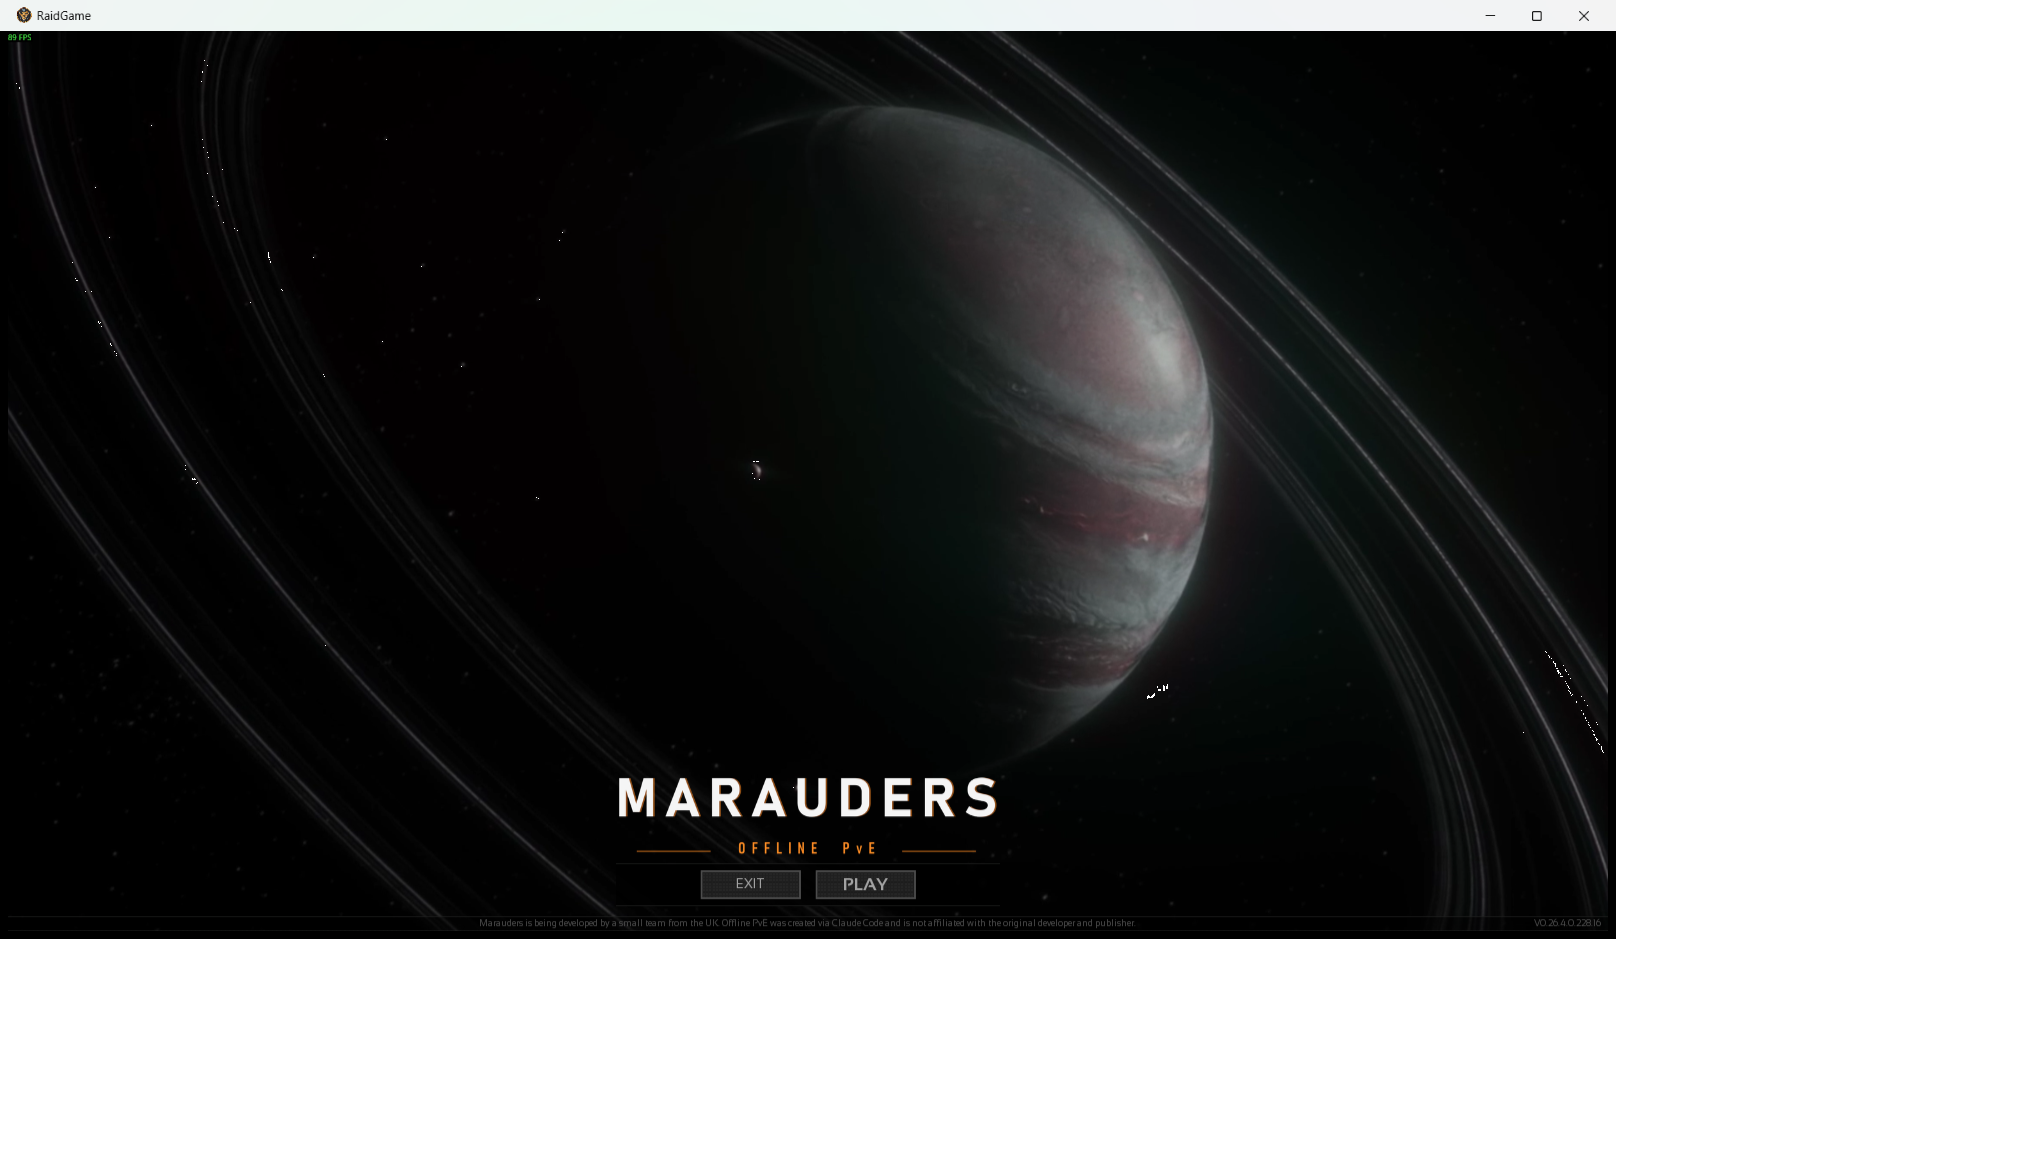 RaidGame
89 FPS
MARAUDERS
OFFLINE PvE
EXIT
PLAY
Marauders is being developed by a small team from the UK. Offline PvE was created via Claude Code and is not affiliated with the original developer and publisher.
V0.26.4.0.22816